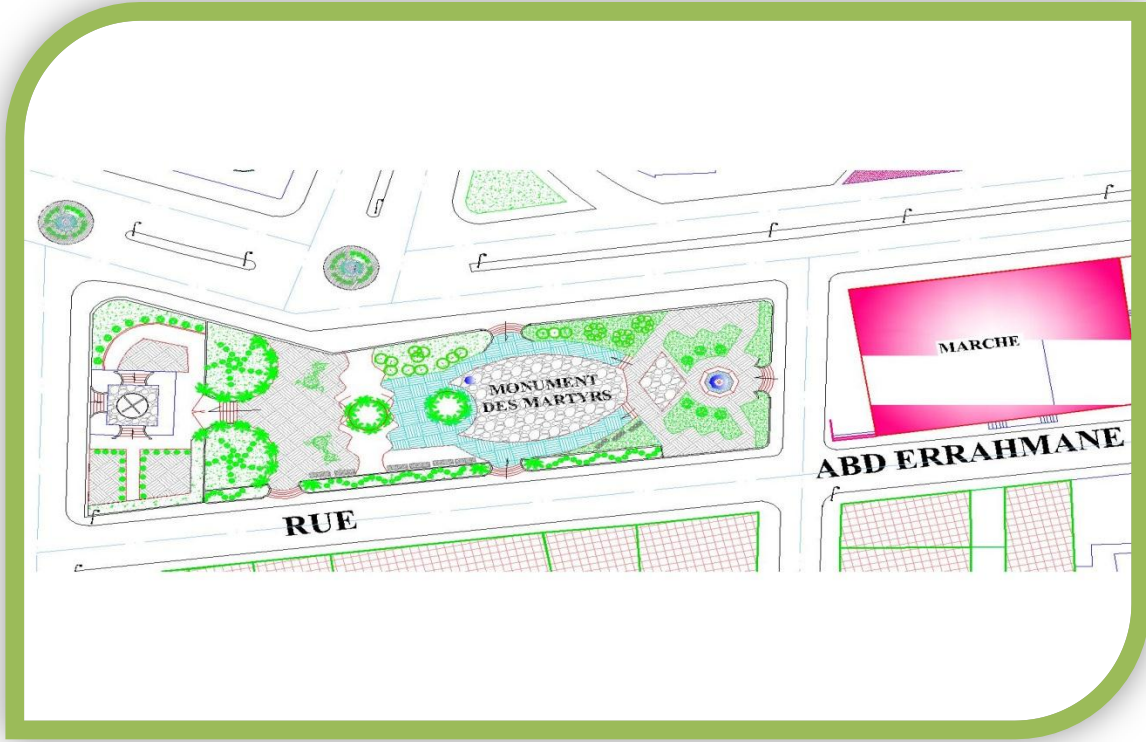 MONUMENT
DES MARTYRS
MARCHE
RUE
ABD ERRAHMANE